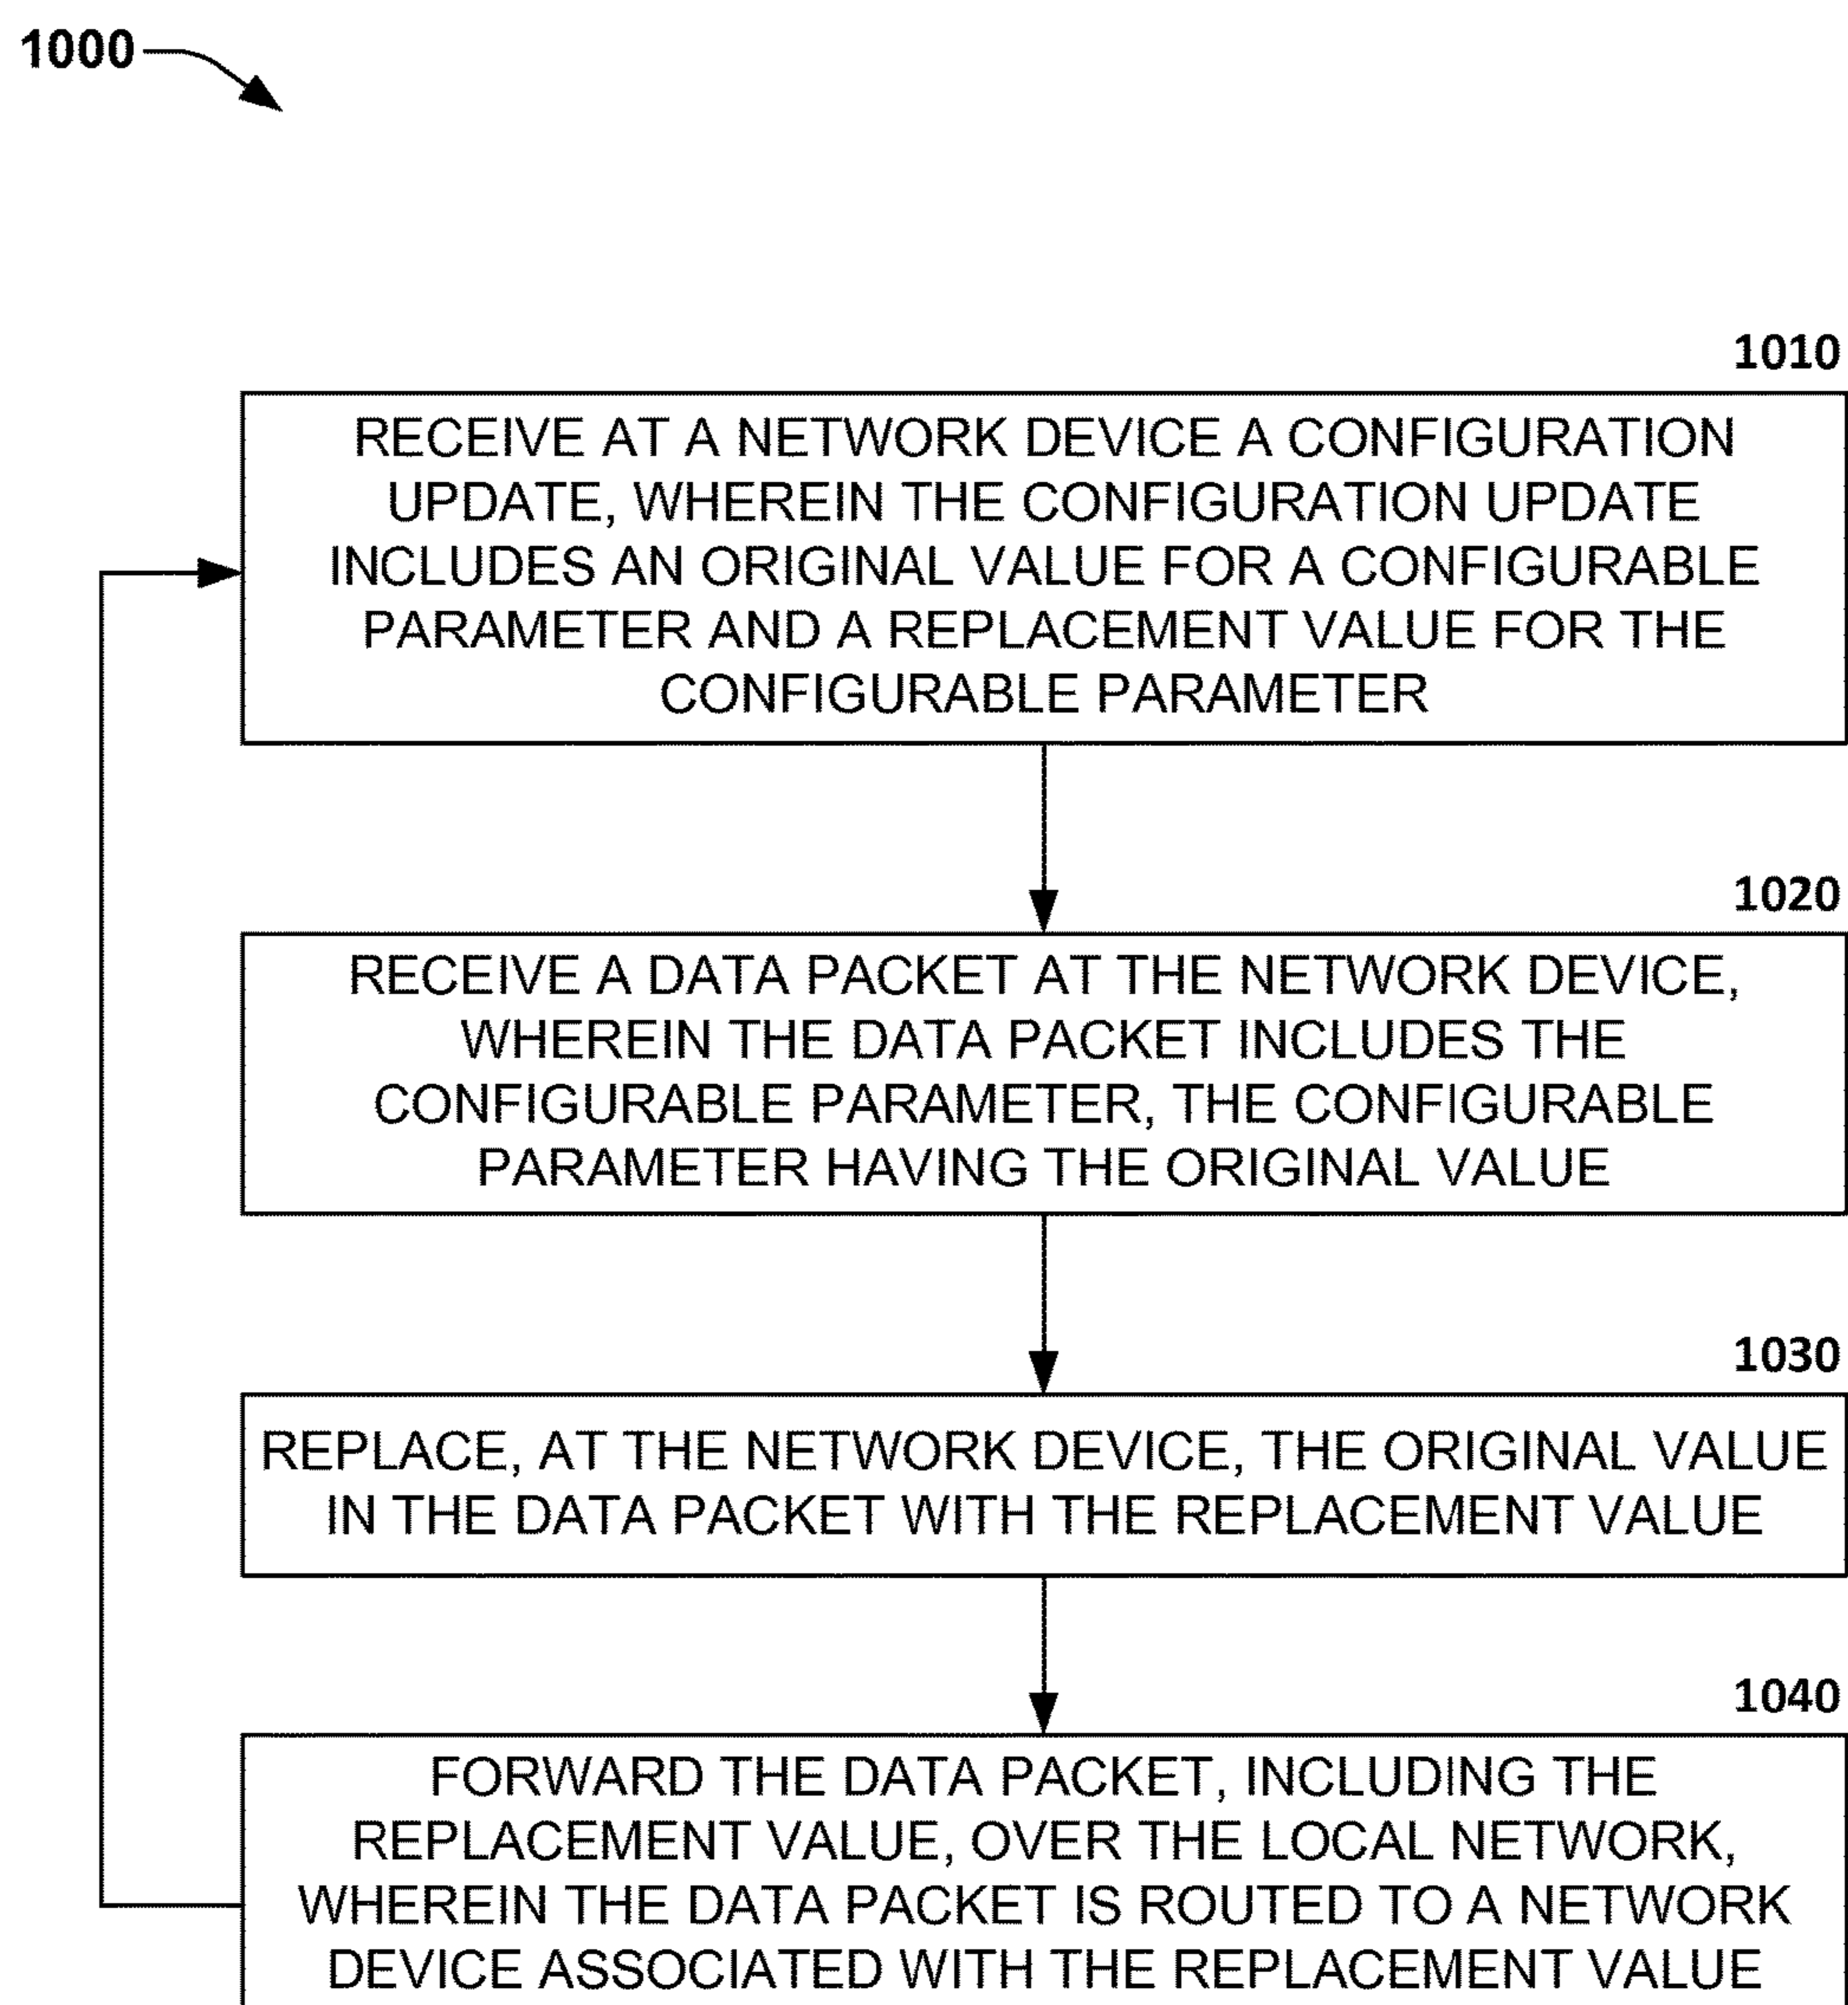 1000
1010
RECEIVE AT A NETWORK DEVICE A CONFIGURATION
UPDATE, WHEREIN THE CONFIGURATION UPDATE
INCLUDES AN ORIGINAL VALUE FOR A CONFIGURABLE
PARAMETER AND A REPLACEMENT VALUE FOR THE
CONFIGURABLE PARAMETER
1020
RECEIVE A DATA PACKET AT THE NETWORK DEVICE,
WHEREIN THE DATA PACKET INCLUDES THE
CONFIGURABLE PARAMETER, THE CONFIGURABLE
PARAMETER HAVING THE ORIGINAL VALUE
1030
REPLACE, AT THE NETWORK DEVICE, THE ORIGINAL VALUE
IN THE DATA PACKET WITH THE REPLACEMENT VALUE
1040
FORWARD THE DATA PACKET, INCLUDING THE
REPLACEMENT VALUE, OVER THE LOCAL NETWORK,
WHEREIN THE DATA PACKET IS ROUTED TO A NETWORK
DEVICE ASSOCIATED WITH THE REPLACEMENT VALUE